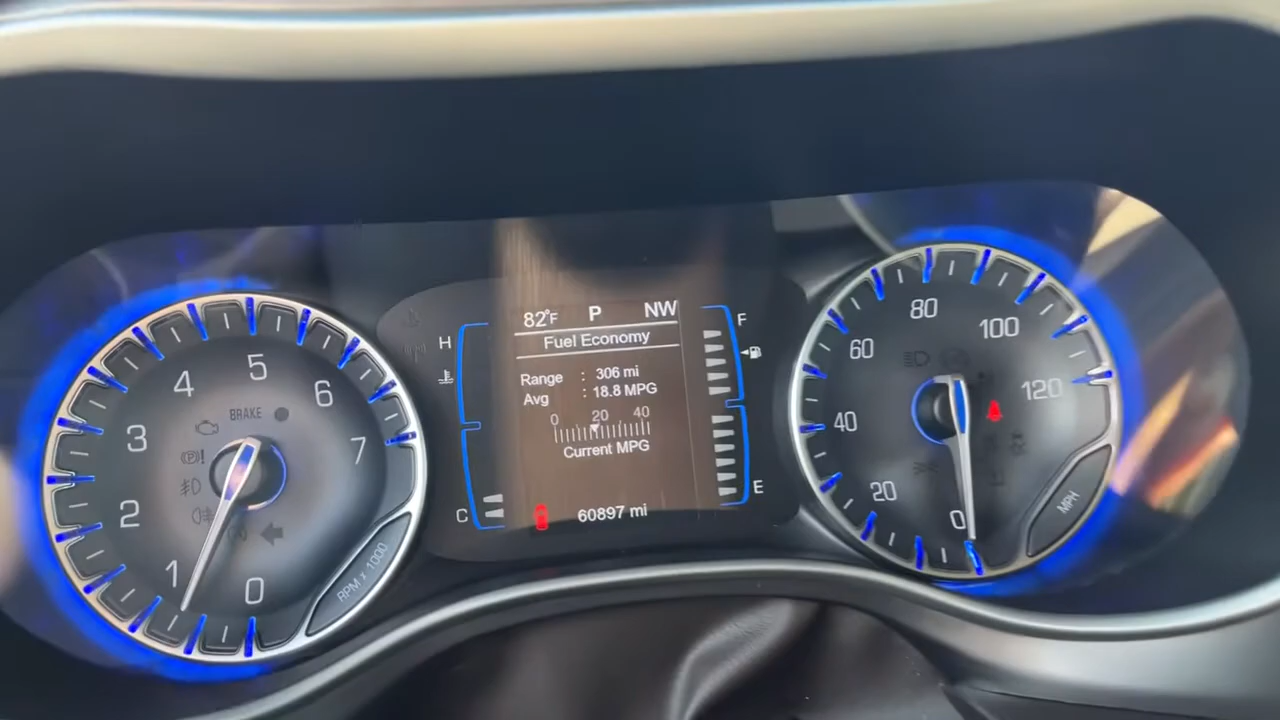 82°F P NW
Fuel Economy
Range : 306 mi
Avg : 18.8 MPG
0 20 40
Current MPG
60897 mi
H
C
F
E
0
1
2
3
4
5
6
7
BRAKE
(P)!
RPM x 1000
0
20
40
60
80
100
120
MPH